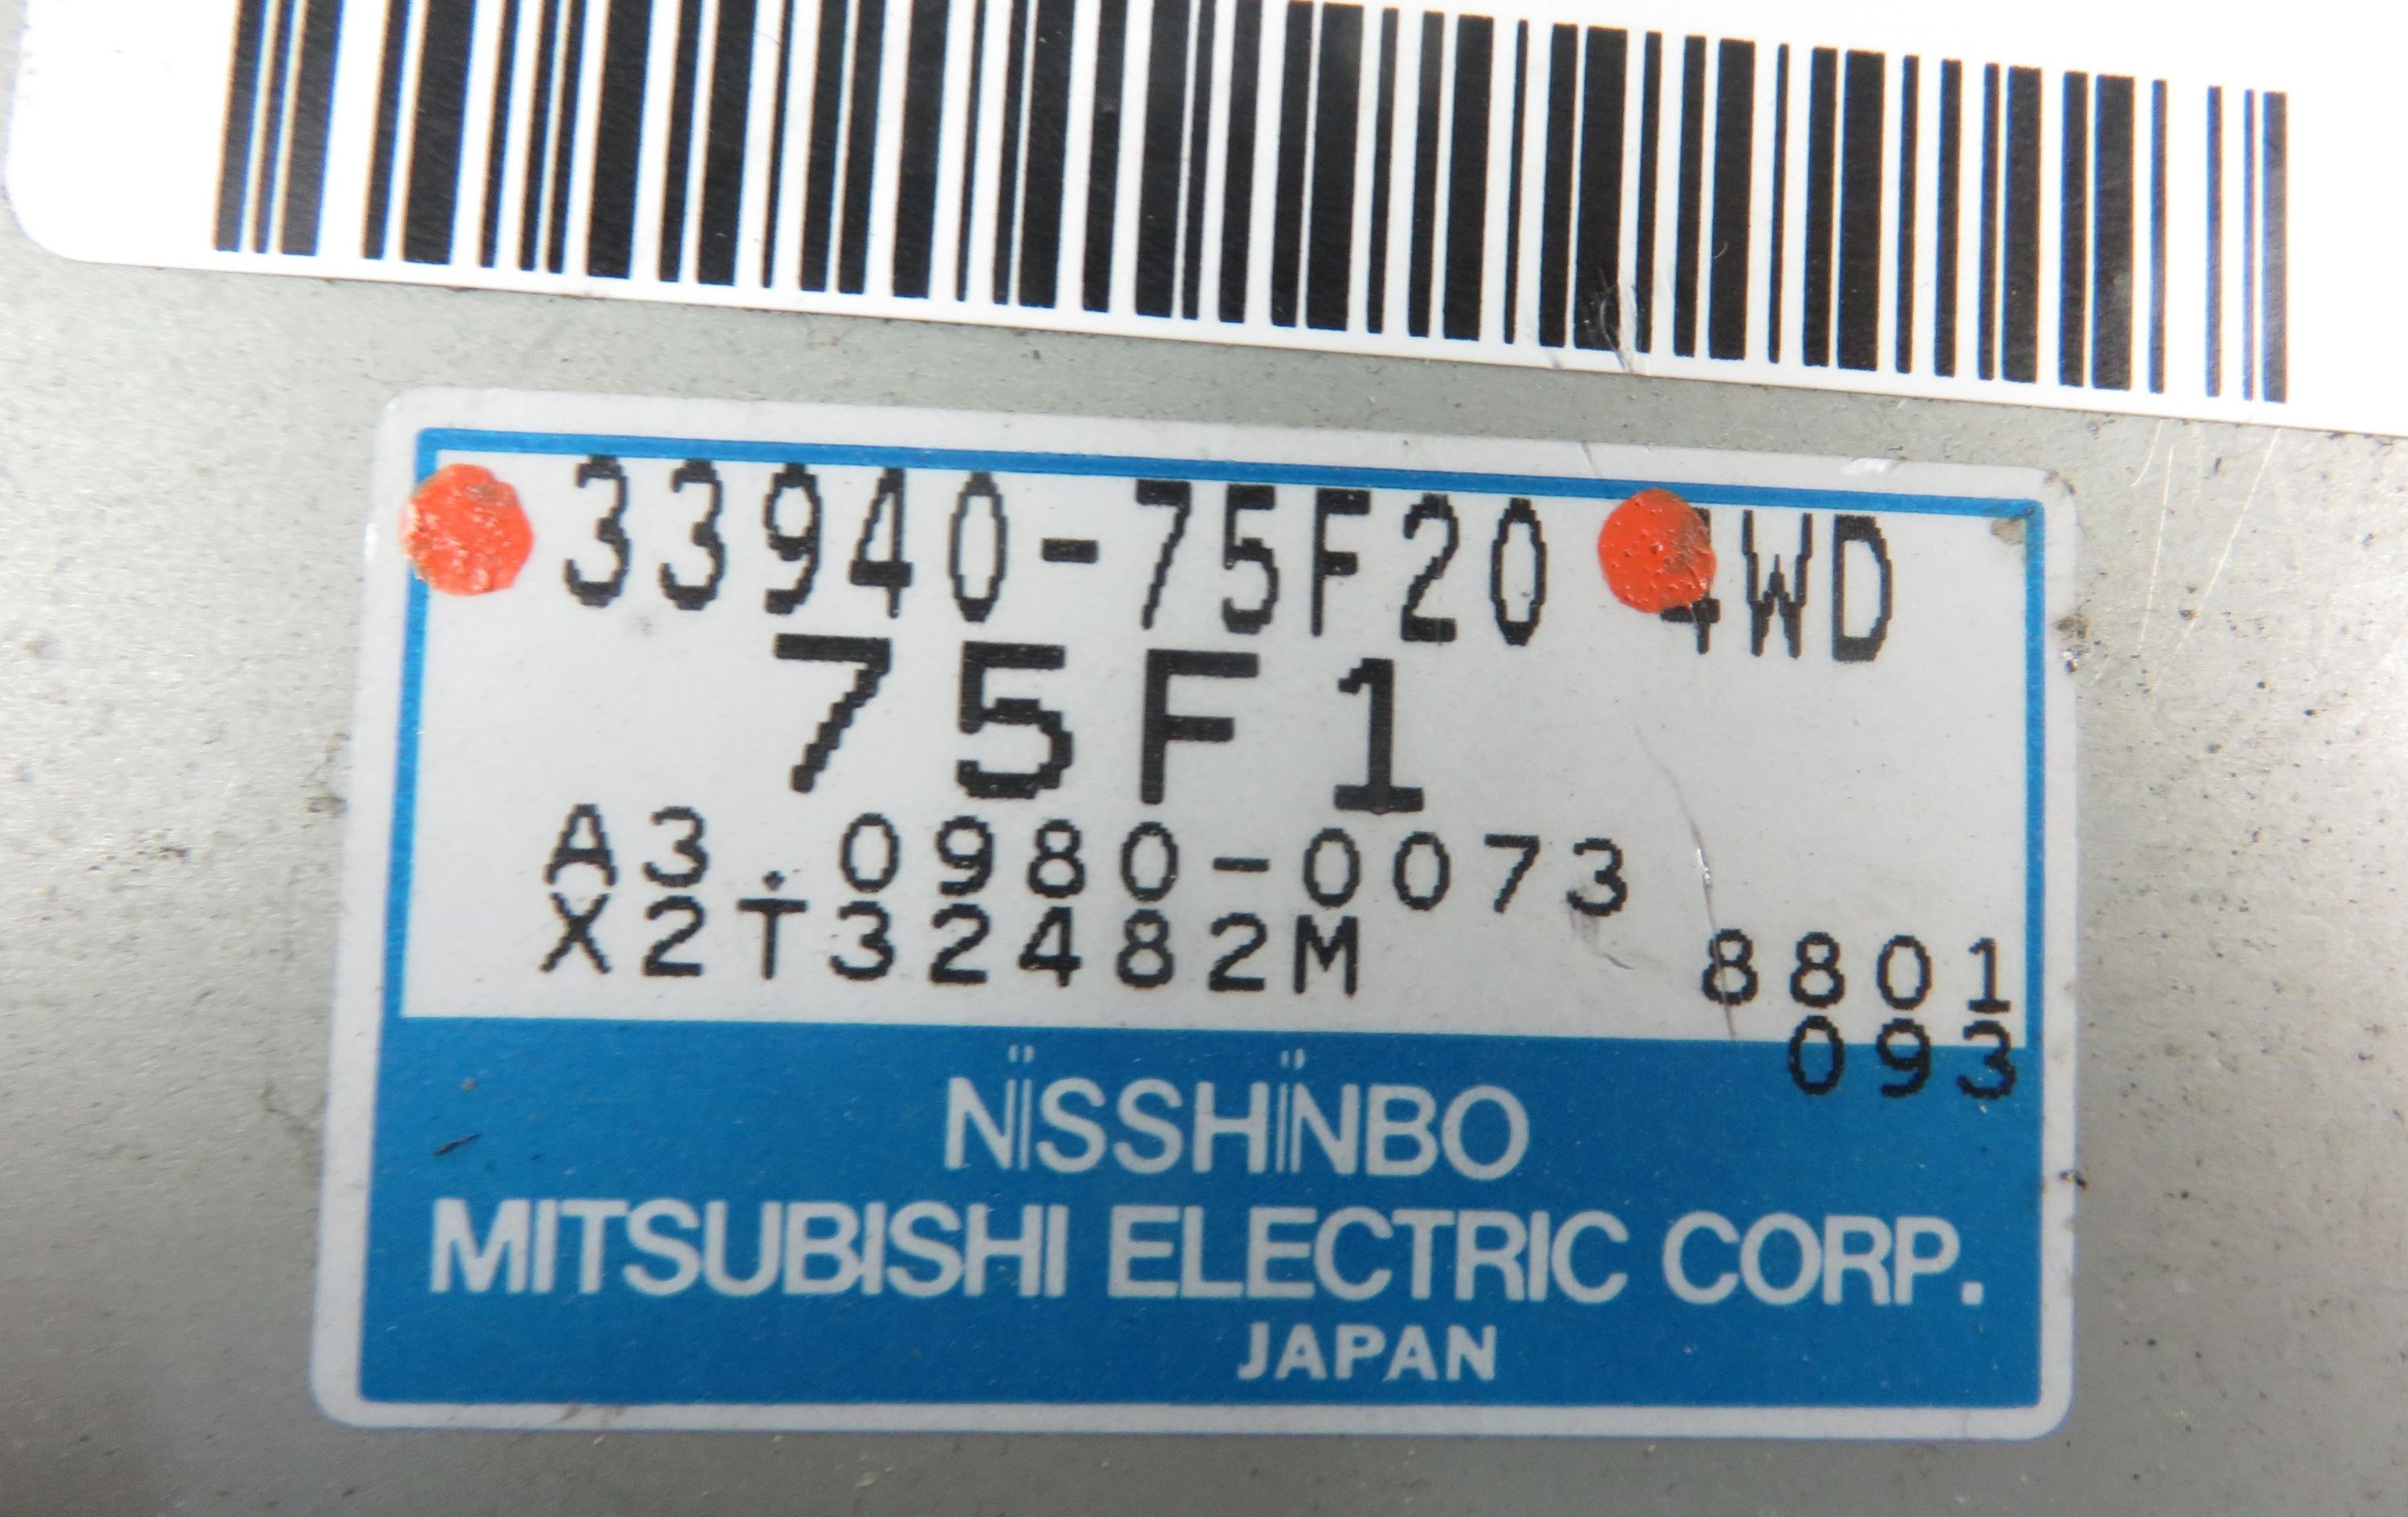 33940-75F20 4WD
75F1
A3.0980-0073
X2T32482M 8801
093
NISSHINBO
MITSUBISHI ELECTRIC CORP.
JAPAN